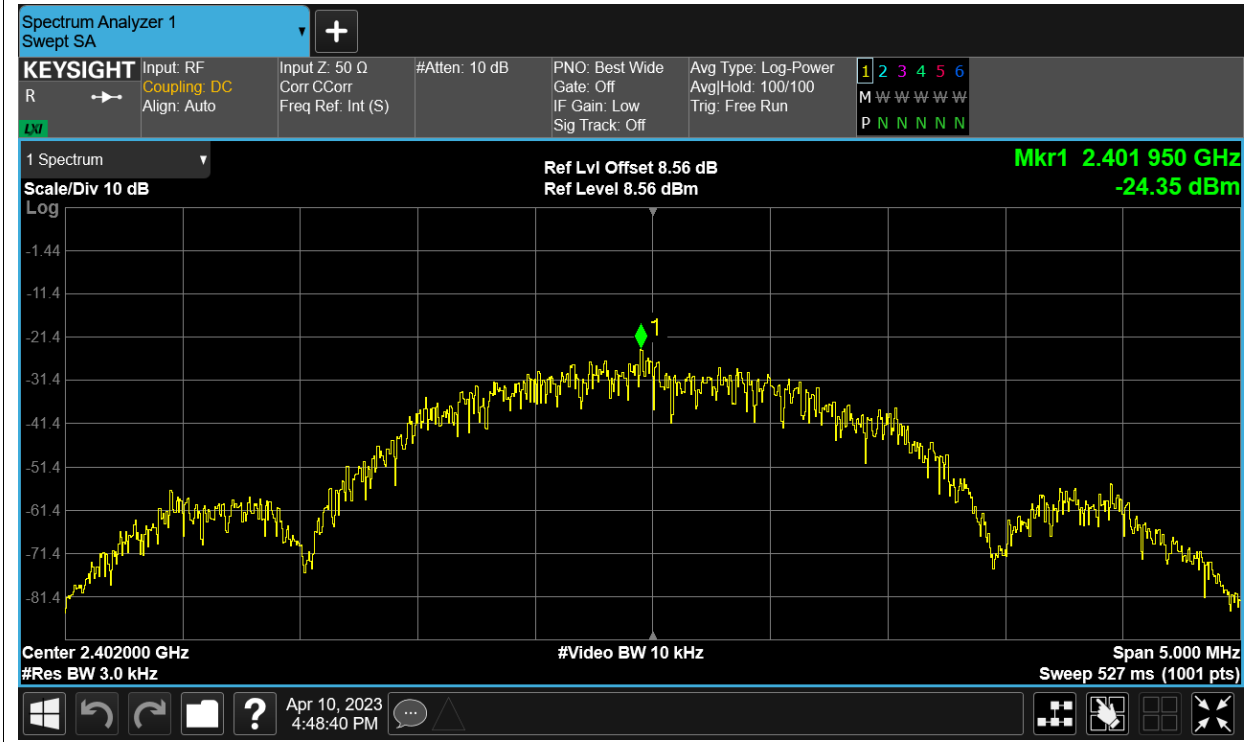 Spectrum Analyzer 1
Swept SA
+
KEYSIGHT
R
LXI
Input: RF
Coupling: DC
Align: Auto
Input Z: 50 Ω
Corr CCorr
Freq Ref: Int (S)
#Atten: 10 dB
PNO: Best Wide
Gate: Off
IF Gain: Low
Sig Track: Off
Avg Type: Log-Power
Avg|Hold: 100/100
Trig: Free Run
1 2 3 4 5 6
M W W W W W
P N N N N N
1 Spectrum
Scale/Div 10 dB
Log
Ref Lvl Offset 8.56 dB
Ref Level 8.56 dBm
Mkr1 2.401 950 GHz
-24.35 dBm
-1.44
-11.4
-21.4
-31.4
-41.4
-51.4
-61.4
-71.4
-81.4
1
Center 2.402000 GHz
#Res BW 3.0 kHz
#Video BW 10 kHz
Span 5.000 MHz
Sweep 527 ms (1001 pts)
?
Apr 10, 2023
4:48:40 PM